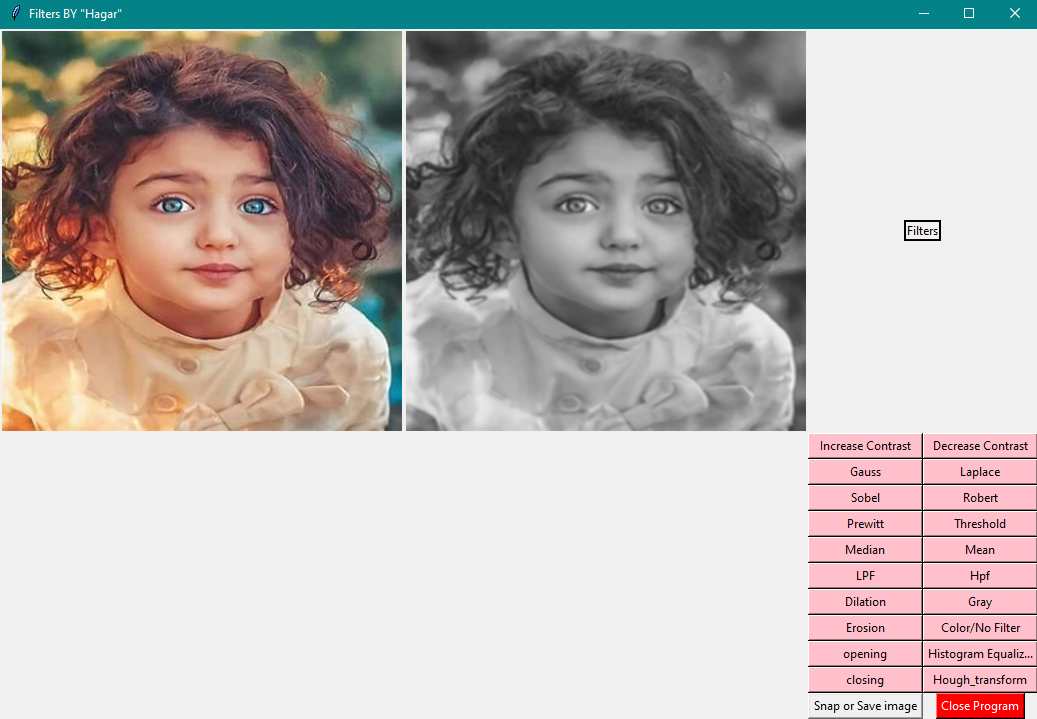 Filters BY "Hagar"
Filters
Increase Contrast Decrease Contrast
Gauss Laplace
Sobel Robert
Prewitt Threshold
Median Mean
LPF Hpf
Dilation Gray
Erosion Color/No Filter
opening Histogram Equaliz...
closing Hough_transform
Snap or Save image Close Program